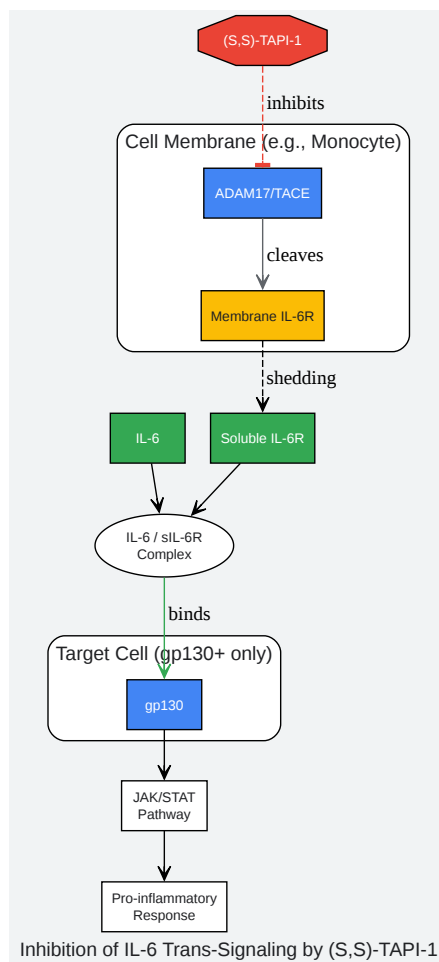 (S,S)-TAPI-1
inhibits
Cell Membrane (e.g., Monocyte)
ADAM17/TACE
cleaves
Membrane IL-6R
shedding
IL-6
Soluble IL-6R
IL-6 / sIL-6R
Complex
binds
Target Cell (gp130+ only)
gp130
JAK/STAT
Pathway
Pro-inflammatory
Response
Inhibition of IL-6 Trans-Signaling by (S,S)-TAPI-1